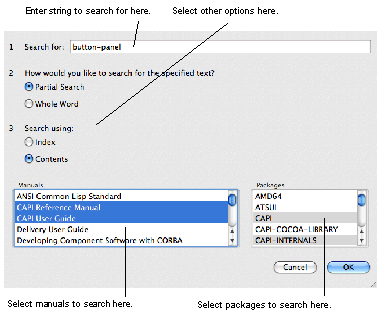 Enter string to search for here.
Select other options here.
1 Search for: button-panel
2 How would you like to search for the specified text?
Partial Search
Whole Word
3 Search using:
Index
Contents
Manuals
ANSI Common Lisp Standard
CAPI Reference Manual
CAPI User Guide
Delivery User Guide
Developing Component Software with CORBA
Packages
AMD64
ATSUI
CAPI
CAPI-COCOA-LIBRARY
CAPI-INTERNALS
Cancel
OK
Select manuals to search here.
Select packages to search here.